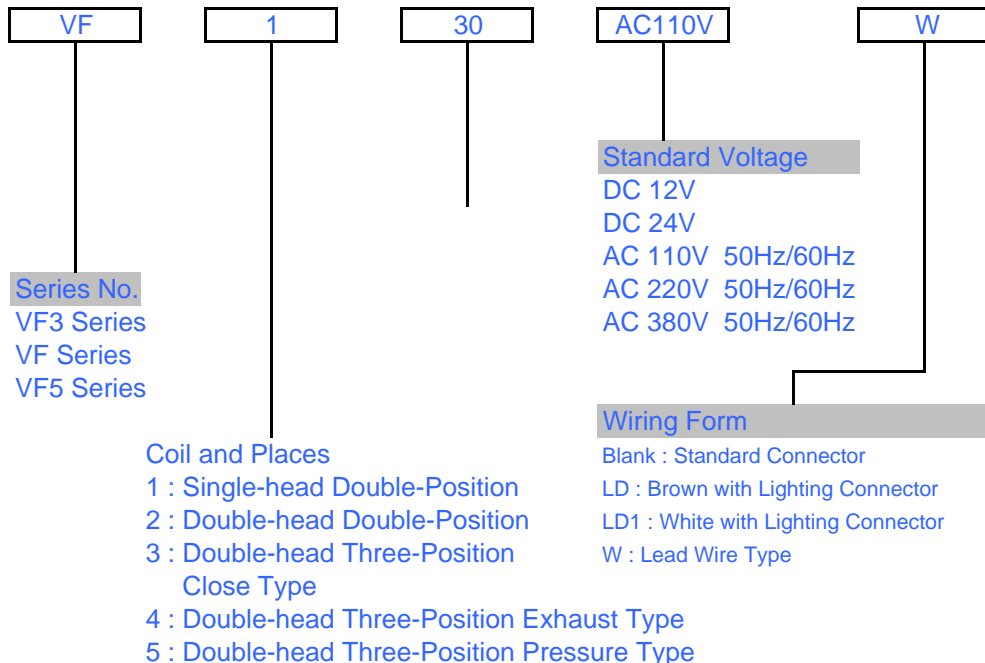 VF 1 30 AC110V W
Standard Voltage
DC 12V
DC 24V
AC 110V 50Hz/60Hz
AC 220V 50Hz/60Hz
AC 380V 50Hz/60Hz
Series No.
VF3 Series
VF Series
VF5 Series
Wiring Form
Blank : Standard Connector
LD : Brown with Lighting Connector
LD1 : White with Lighting Connector
W : Lead Wire Type
Coil and Places
1 : Single-head Double-Position
2 : Double-head Double-Position
3 : Double-head Three-Position
Close Type
4 : Double-head Three-Position Exhaust Type
5 : Double-head Three-Position Pressure Type